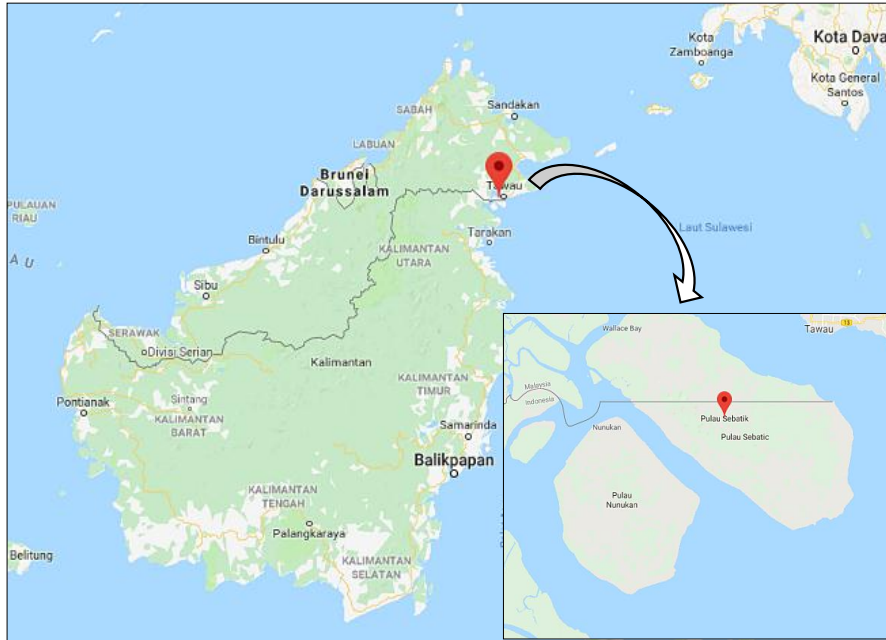 Kota
Zamboanga
Kota Dava
Kota General
Santos
SABAH
Sandakan
LABUAN
Brunei
Darussalam
Tawau
PULAUAN
RIAU
Laut Sulawesi
Bintulu
Tarakan
KALIMANTAN
UTARA
A U
Sibu
SERAWAK
Divisi Serian
Kalimantan
Pontianak
Sintang
KALIMANTAN
BARAT
KALIMANTAN
TIMUR
Samarinda
Balikpapan
KALIMANTAN
TENGAH
Palangkaraya
Belitung
KALIMANTAN
SELATAN
Wallace Bay
13
Tawau
Malaysia
Indonesia
Pulau Sebatik
Nunukan
Pulau Sebatic
Pulau
Nunukan